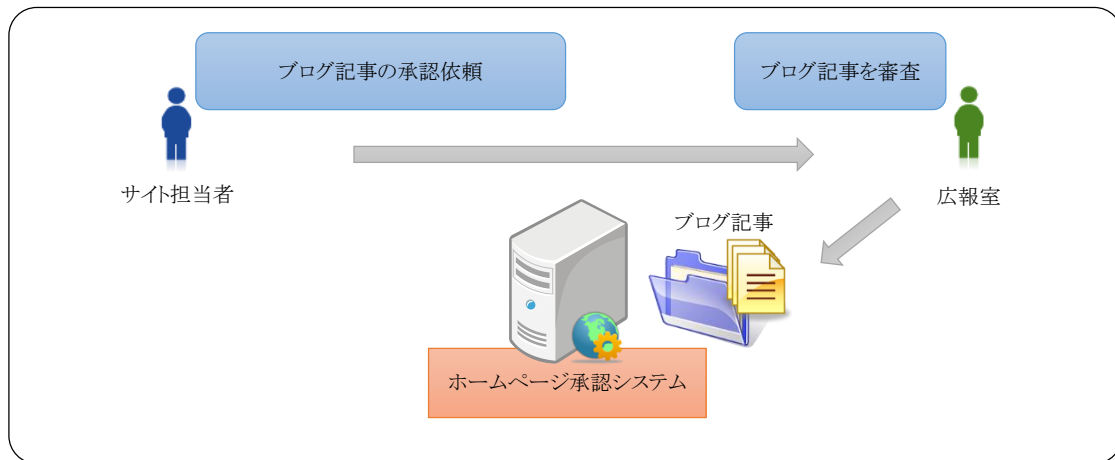 ブログ記事の承認依頼
ブログ記事を審査
サイト担当者
広報室
ブログ記事
ホームページ承認システム